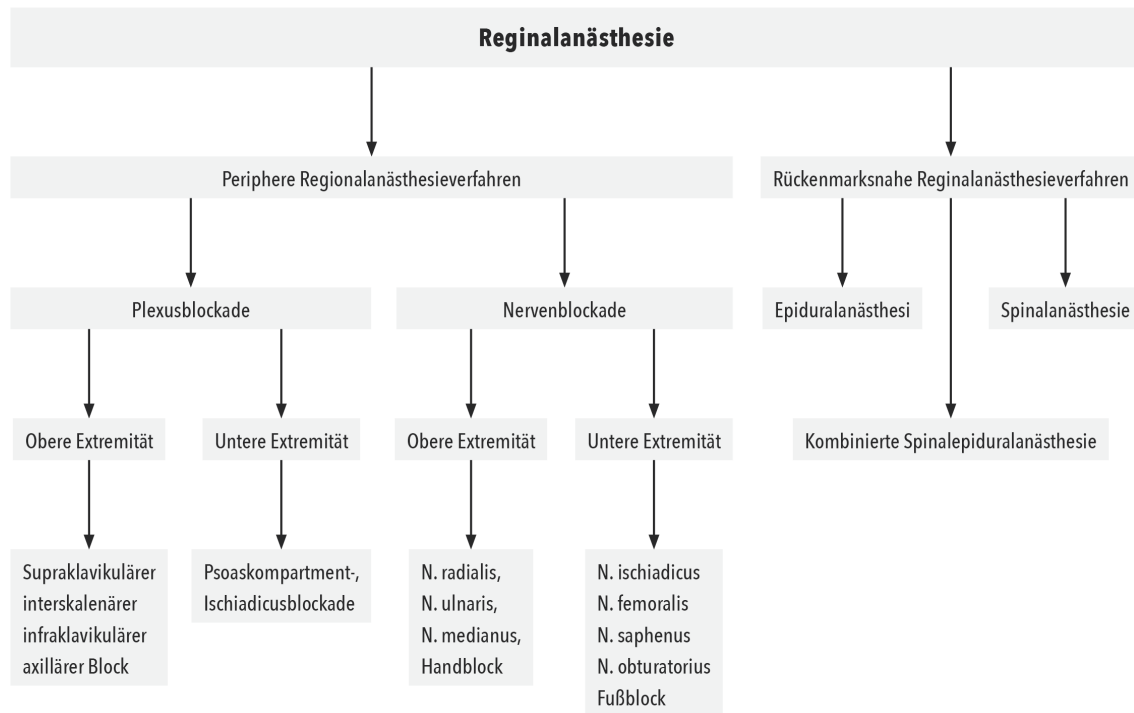 Reginalanästhesie
Periphere Regionalanästhesieverfahren
Rückenmarksnahe Reginalanästhesieverfahren
Plexusblockade
Nervenblockade
Epiduralanästhesi
Spinalanästhesie
Obere Extremität
Untere Extremität
Obere Extremität
Untere Extremität
Kombinierte Spinalepiduralanästhesie
Supraklavikulärer
interskalenärer
infraklavikulärer
axillärer Block
Psoaskompartment-,
Ischiadicusblockade
N. radialis,
N. ulnaris,
N. medianus,
Handblock
N. ischiadicus
N. femoralis
N. saphenus
N. obturatorius
Fußblock